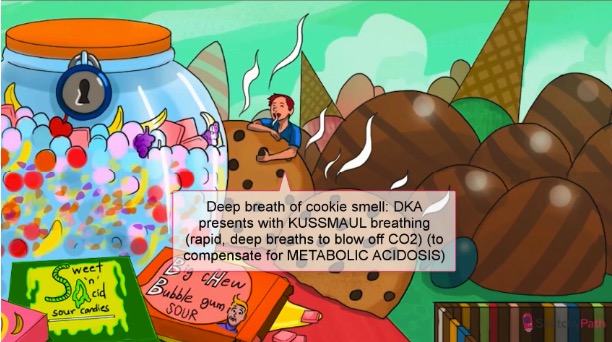 Deep breath of cookie smell: DKA
presents with KUSSMAUL breathing
(rapid, deep breaths to blow off CO2) (to
compensate for METABOLIC ACIDOSIS)
Sweet
'n'
Acid
sour candies
Big cHew
Bubble gum
SOUR
SketchyPath